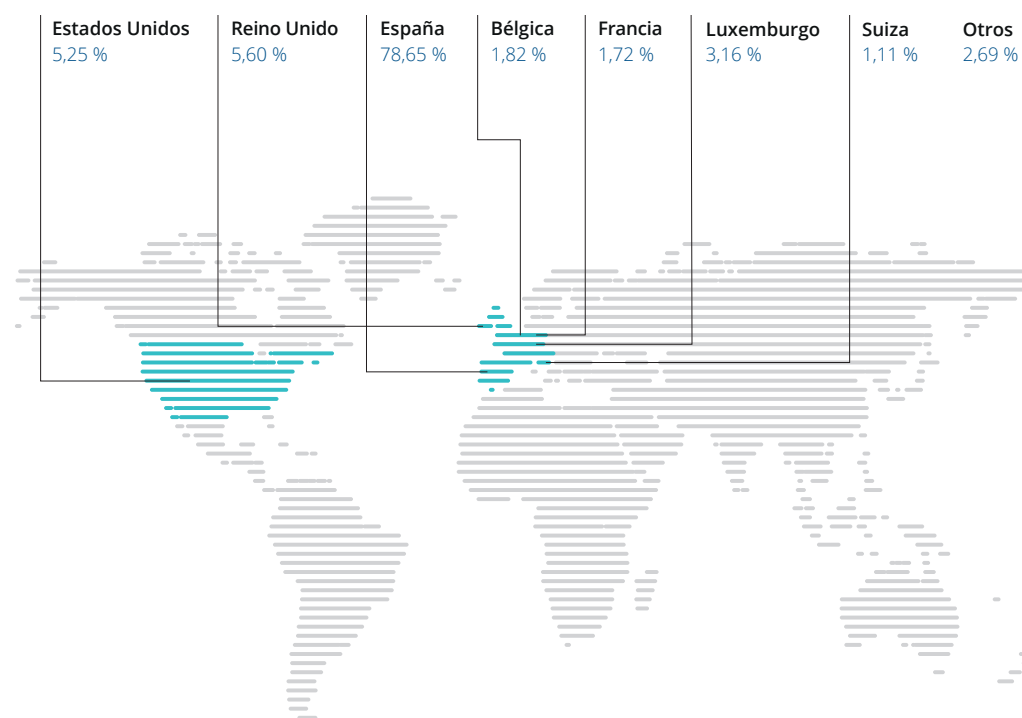 Estados Unidos
5,25 %
Reino Unido
5,60 %
España
78,65 %
Bélgica
1,82 %
Francia
1,72 %
Luxemburgo
3,16 %
Suiza
1,11 %
Otros
2,69 %